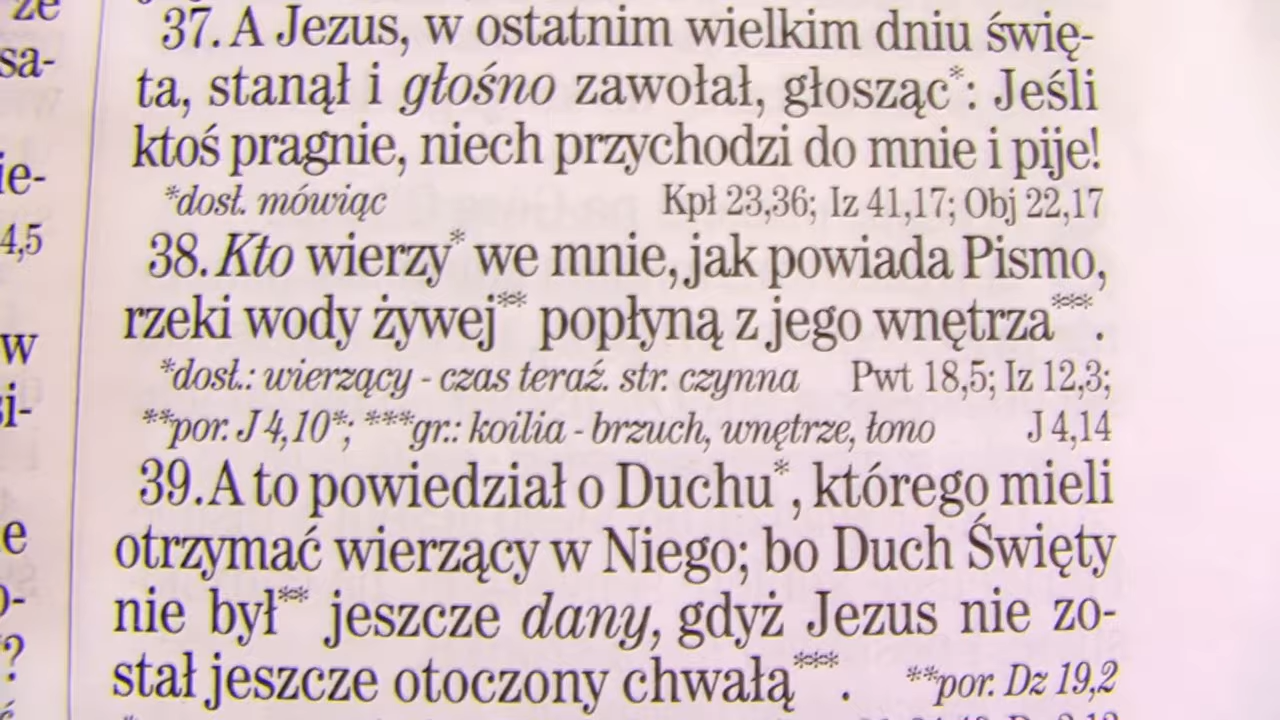 37. A Jezus, w ostatnim wielkim dniu świę-
ta, stanął i głośno zawołał, głosząc*: Jeśli
ktoś pragnie, niech przychodzi do mnie i pije!
*dosł. mówiąc Kpł 23,36; Iz 41,17; Obj 22,17
38. Kto wierzy* we mnie, jak powiada Pismo,
rzeki wody żywej** popłyną z jego wnętrza***.
*dosł.: wierzący - czas teraź. str. czynna Pwt 18,5; Iz 12,3;
**por. J 4,10*; ***gr.: koilia - brzuch, wnętrze, łono J 4,14
39. A to powiedział o Duchu*, którego mieli
otrzymać wierzący w Niego; bo Duch Święty
nie był** jeszcze dany, gdyż Jezus nie zo-
stał jeszcze otoczony chwałą***. **por. Dz 19,2